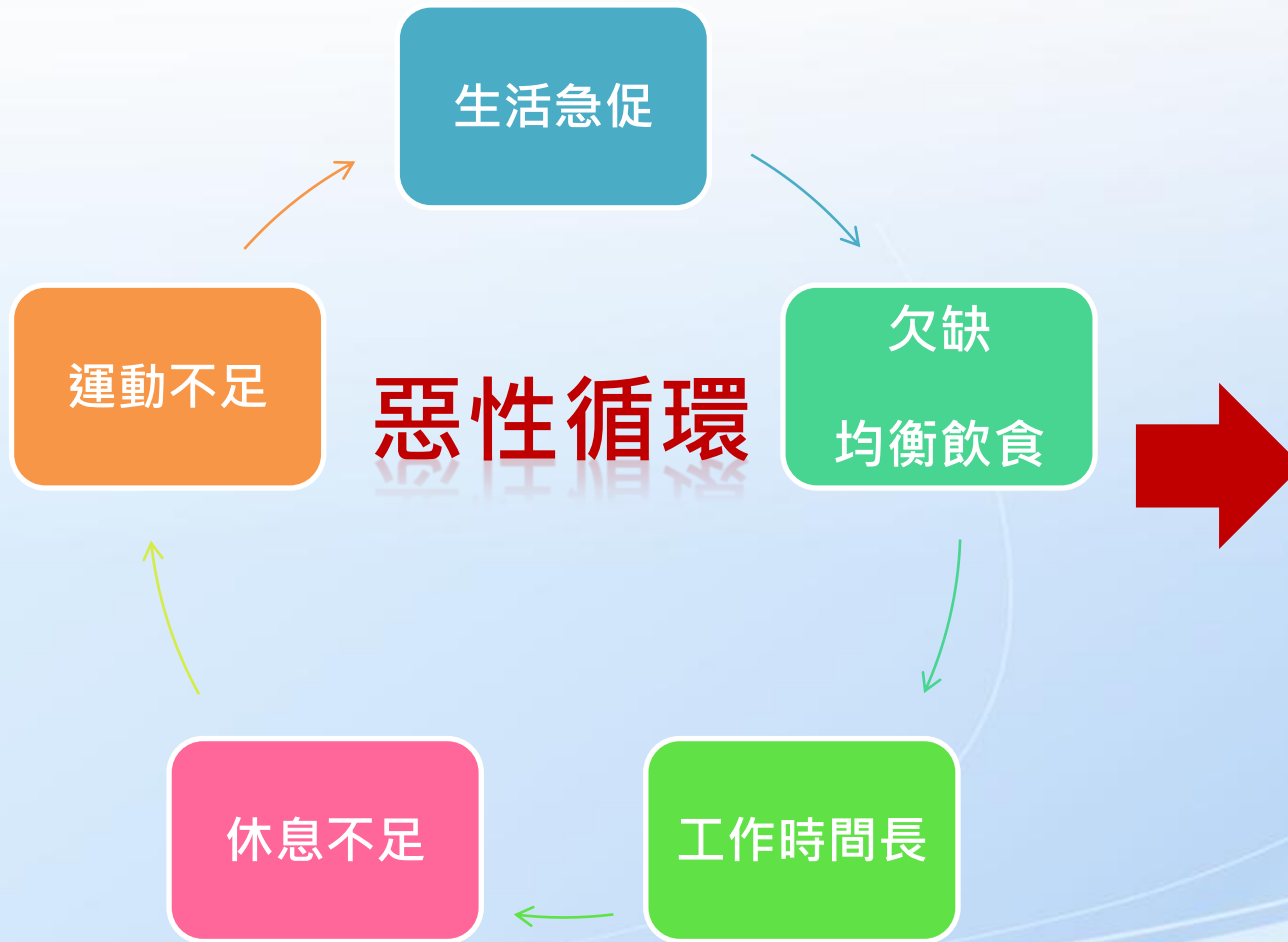 生活急促
欠缺
均衡飲食
運動不足
惡性循環
休息不足
工作時間長